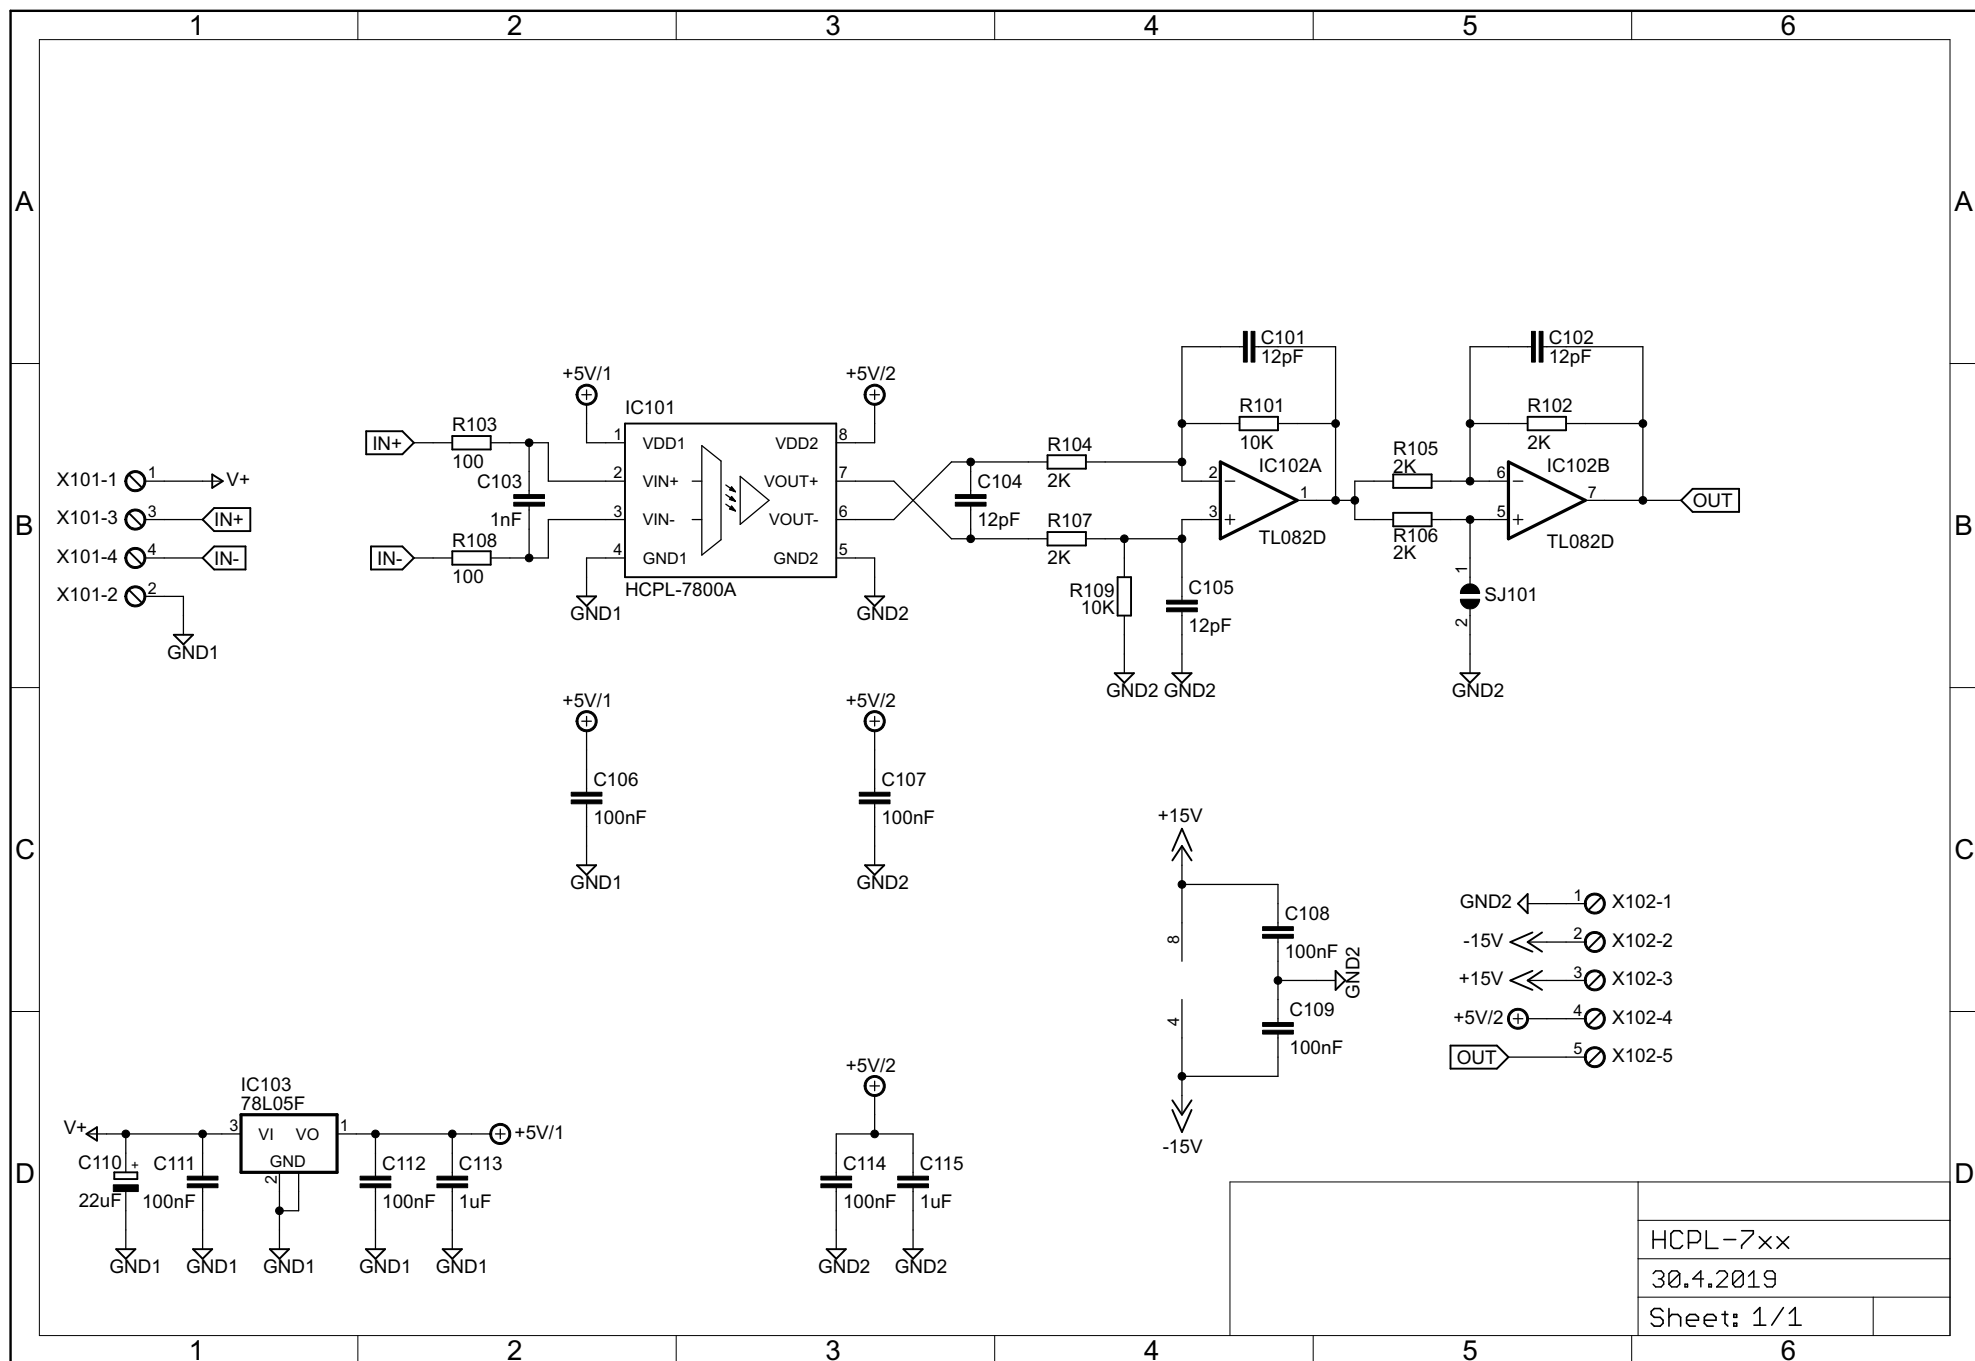 1 2 3 4 5 6
A A
C101
12pF
C102
12pF
+5V/1 +5V/2
IC101
R101
10K
R102
2K
IN+
R103
100
1 VDD1 VDD2 8
R104
2K
IC102A
R105
2K
IC102B
X101-1 1 V+
C103
1nF
2 VIN+ VOUT+ 7
C104
12pF
2 −
1
6 −
7
OUT
B B
X101-3 3 IN+
3 VIN- VOUT- 6
3 +
5 +
R107
2K
R106
2K
TL082D
TL082D
X101-4 4 IN-
IN-
R108
100
4 GND1 GND2 5
HCPL-7800A
X101-2 2
GND1
GND1
GND2
R109
10K
C105
12pF
1
SJ101
2
GND2 GND2
GND2
+5V/1
C106
100nF
GND1
+5V/2
C107
100nF
GND2
C C
+15V
8
C108
100nF
GND2
4
C109
100nF
-15V
GND2 1 X102-1
-15V 2 X102-2
+15V 3 X102-3
+5V/2 4 X102-4
OUT 5 X102-5
D D
IC103
78L05F
V+
3 VI VO 1
GND
2
+5V/1
C110 +
22uF
C111
100nF
C112
100nF
C113
1uF
GND1 GND1 GND1 GND1 GND1
+5V/2
C114
100nF
C115
1uF
GND2 GND2
HCPL-7xx
30.4.2019
Sheet: 1/1
1 2 3 4 5 6